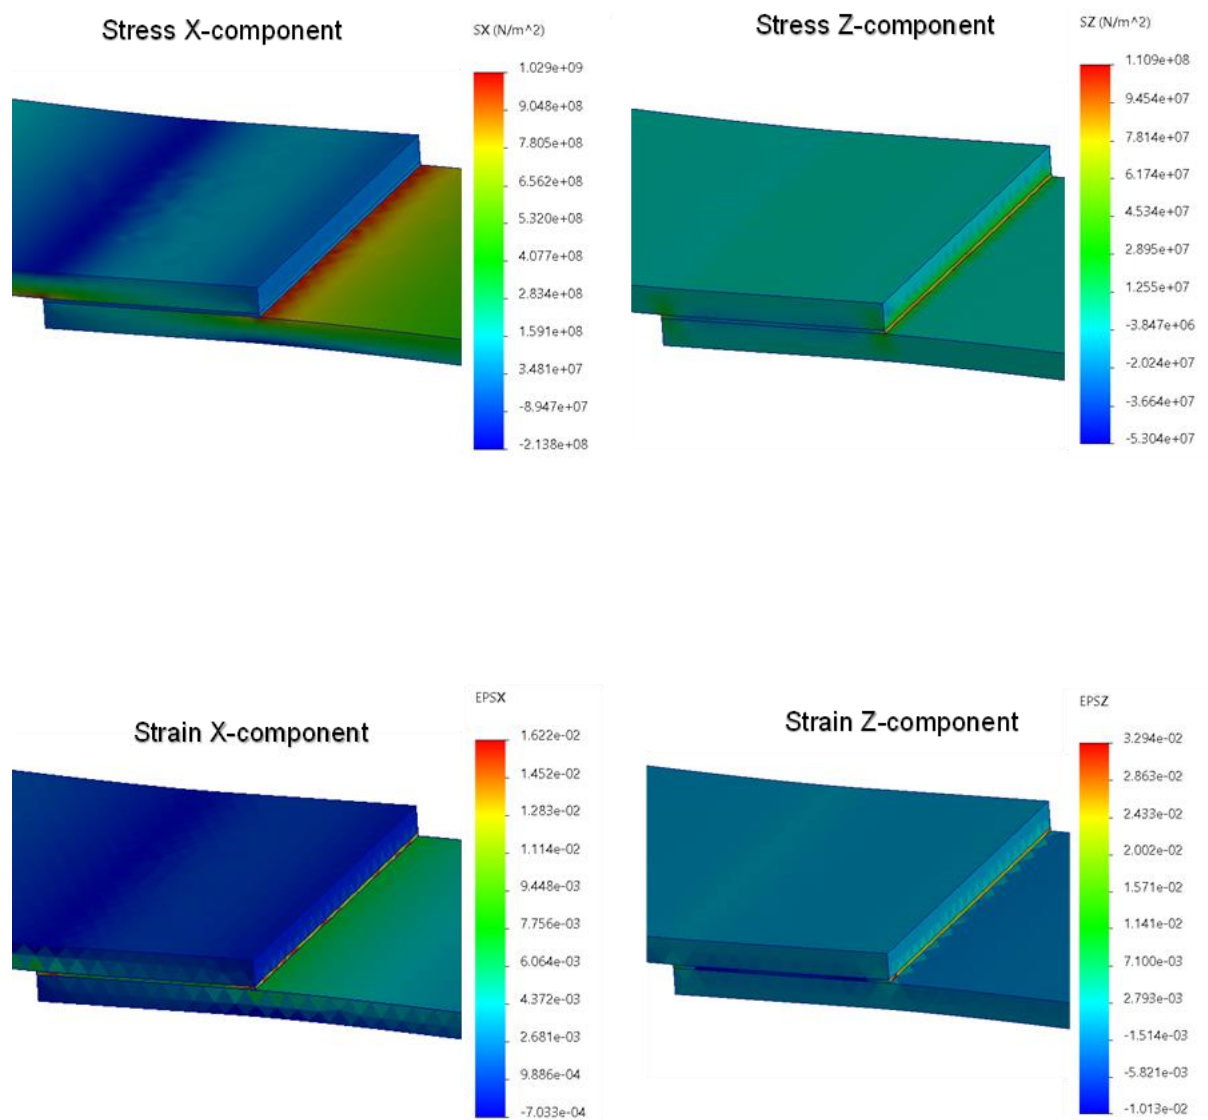 Stress X-component
SX (N/m^2)
1.029e+09
9.048e+08
7.805e+08
6.562e+08
5.320e+08
4.077e+08
2.834e+08
1.591e+08
3.481e+07
-8.947e+07
-2.138e+08
Stress Z-component
SZ (N/m^2)
1.109e+08
9.454e+07
7.814e+07
6.174e+07
4.534e+07
2.895e+07
1.255e+07
-3.847e+06
-2.024e+07
-3.664e+07
-5.304e+07
Strain X-component
EPSX
1.622e-02
1.452e-02
1.283e-02
1.114e-02
9.448e-03
7.756e-03
6.064e-03
4.372e-03
2.681e-03
9.886e-04
-7.033e-04
Strain Z-component
EPSZ
3.294e-02
2.863e-02
2.433e-02
2.002e-02
1.571e-02
1.141e-02
7.100e-03
2.793e-03
-1.514e-03
-5.821e-03
-1.013e-02